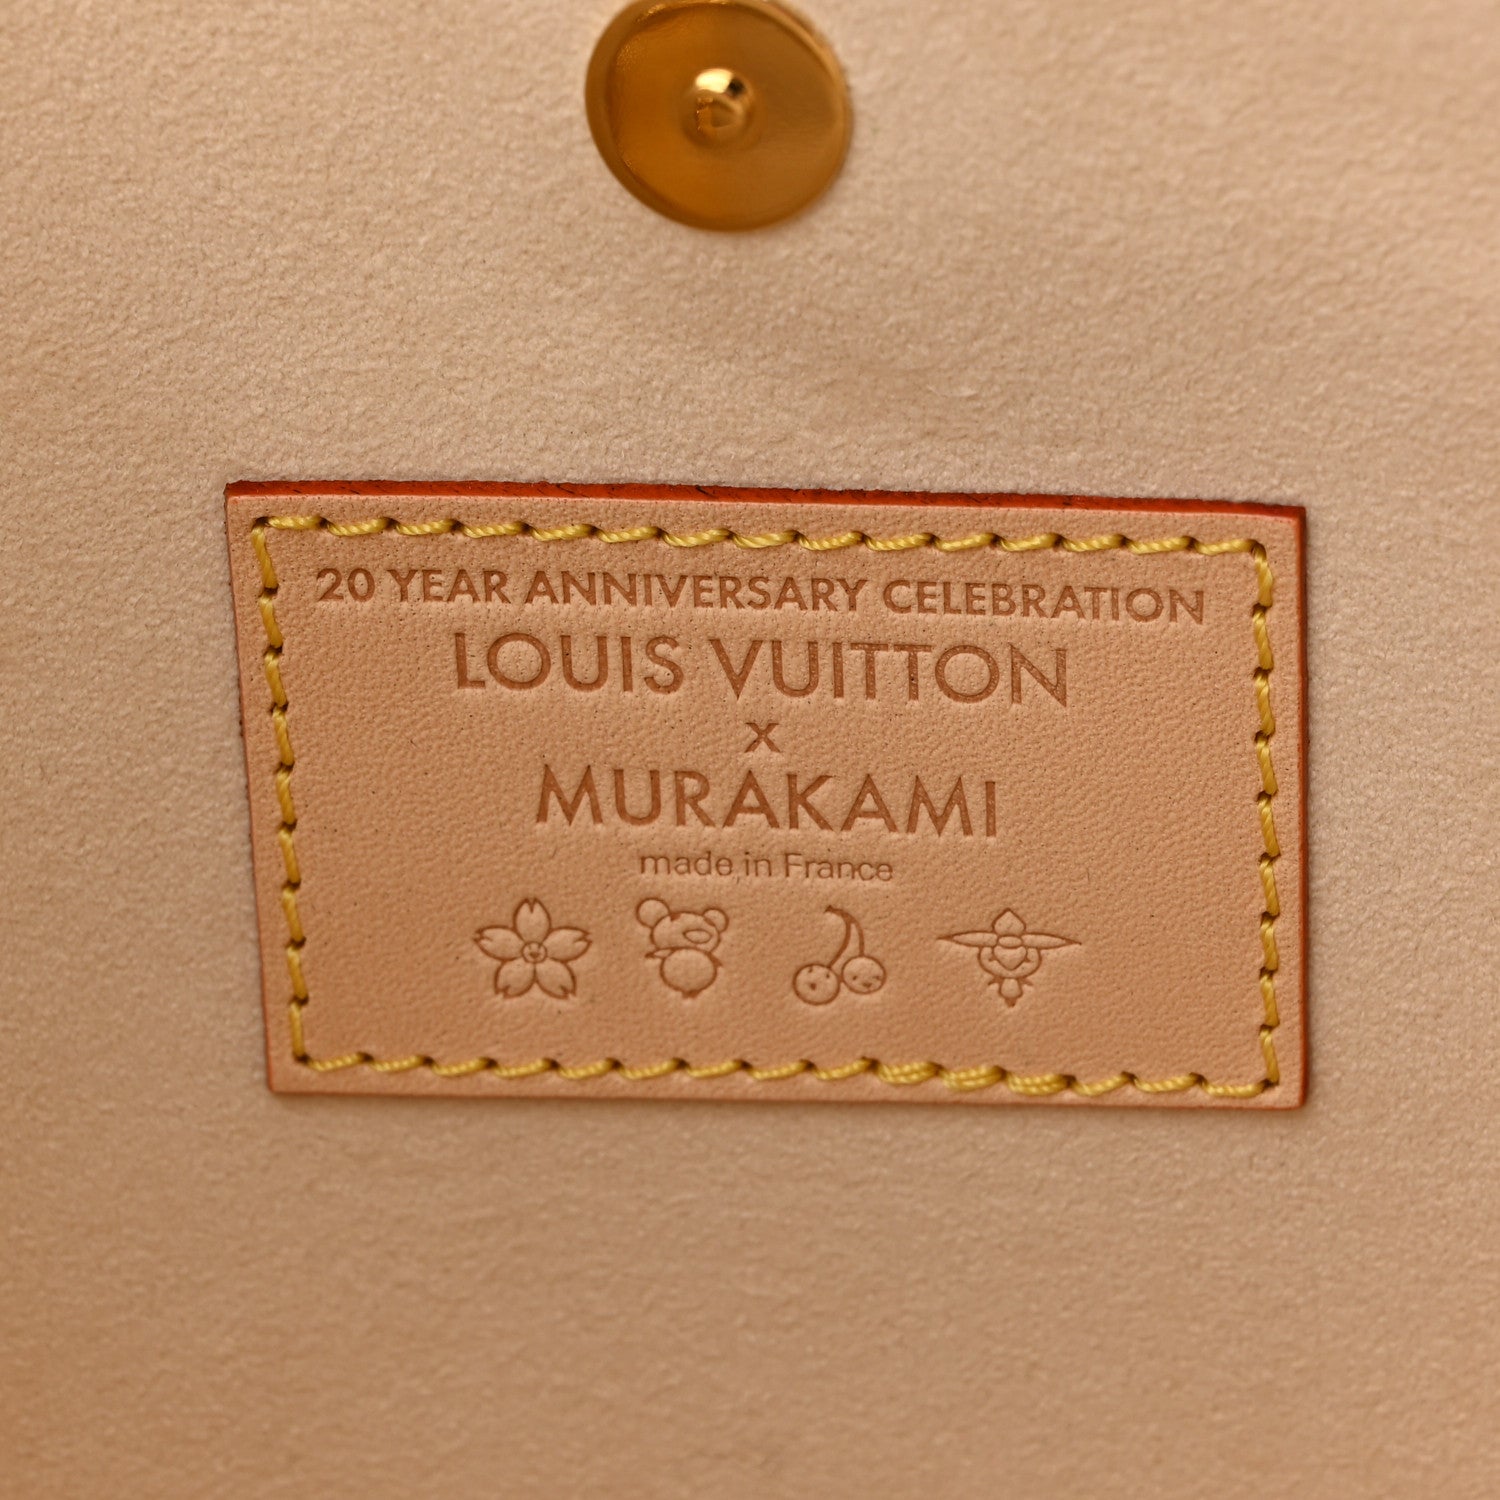 20 YEAR ANNIVERSARY CELEBRATION
LOUIS VUITTON
x
MURAKAMI
made in France